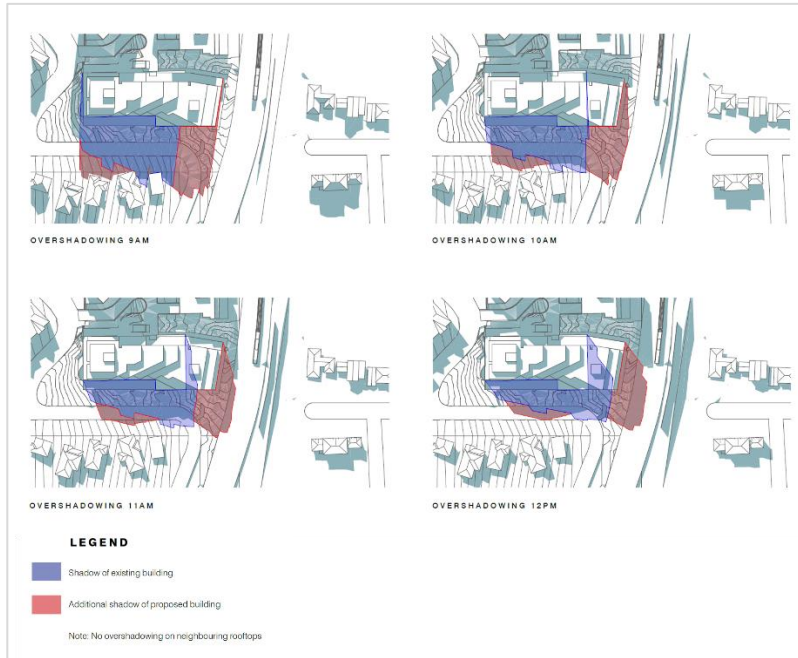 OVERSHADOWING 9AM
OVERSHADOWING 10AM
OVERSHADOWING 11AM
OVERSHADOWING 12PM
LEGEND
Shadow of existing building
Additional shadow of proposed building
Note: No overshadowing on neighbouring rooftops